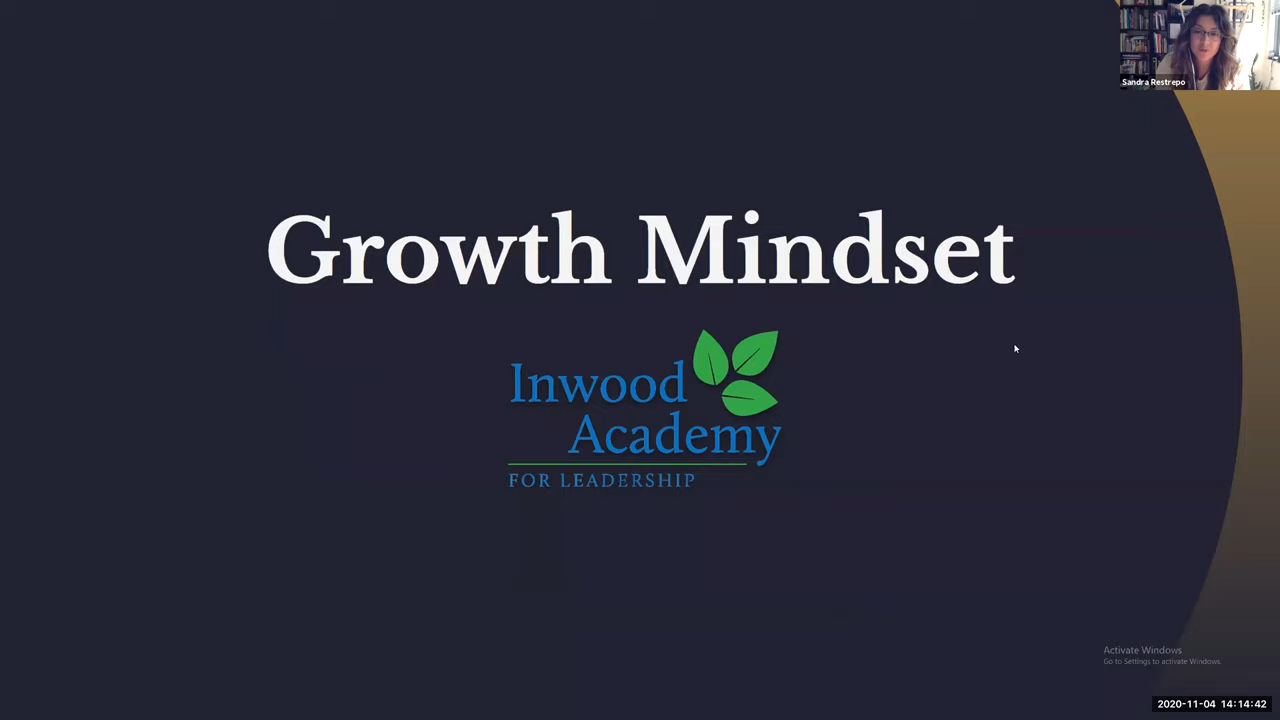 Sandra Restrepo
Growth Mindset
Inwood
Academy
FOR LEADERSHIP
Activate Windows
Go to Settings to activate Windows.
2020-11-04 14:14:42